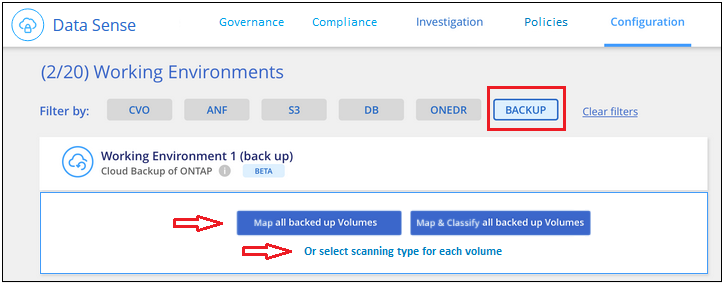 Data Sense Governance Compliance Investigation Policies Configuration
(2/20) Working Environments
Filter by: CVO ANF S3 DB ONEDR BACKUP Clear filters
Working Environment 1 (back up)
Cloud Backup of ONTAP i BETA
Map all backed up Volumes Map & Classify all backed up Volumes
Or select scanning type for each volume